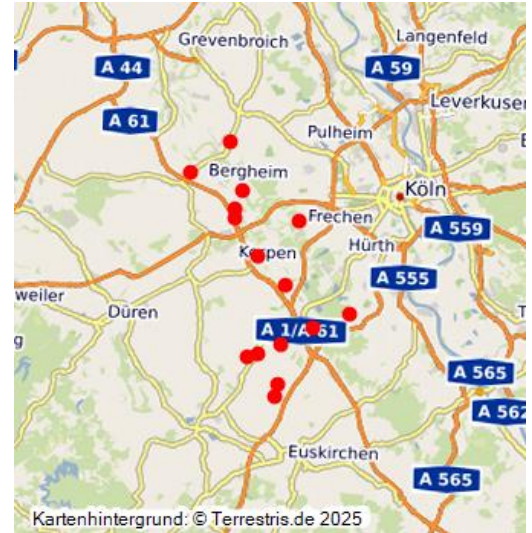 Grevenbroich
Langenfeld
A 44
A 59
Leverkusen
A 61
Pulheim
Bergheim
Köln
Frechen
A 559
Hürth
Kerpen
A 555
weiler
Düren
A 1/A 61
A 565
A 562
Euskirchen
A 565
Kartenhintergrund: © Terrestris.de 2025